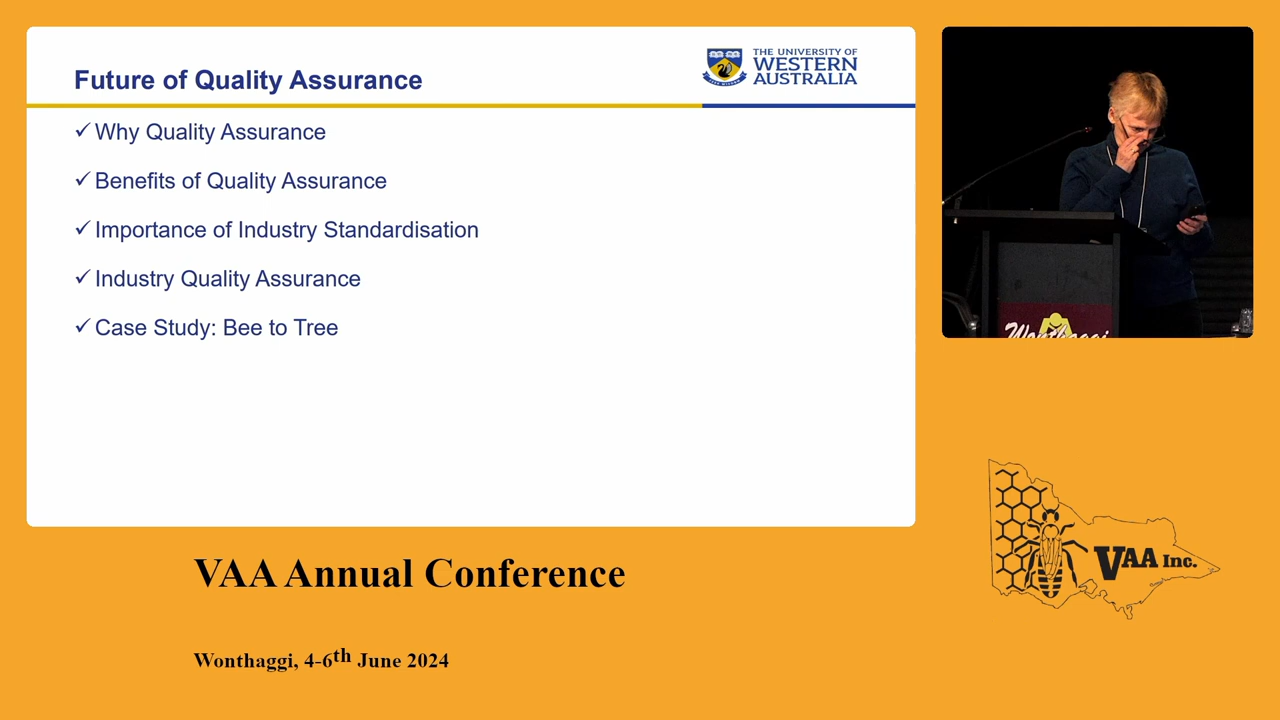 Future of Quality Assurance
THE UNIVERSITY OF
WESTERN
AUSTRALIA
✓ Why Quality Assurance
✓ Benefits of Quality Assurance
✓ Importance of Industry Standardisation
✓ Industry Quality Assurance
✓ Case Study: Bee to Tree
Wonthaggi
VAA Inc.
VAA Annual Conference
Wonthaggi, 4-6th June 2024